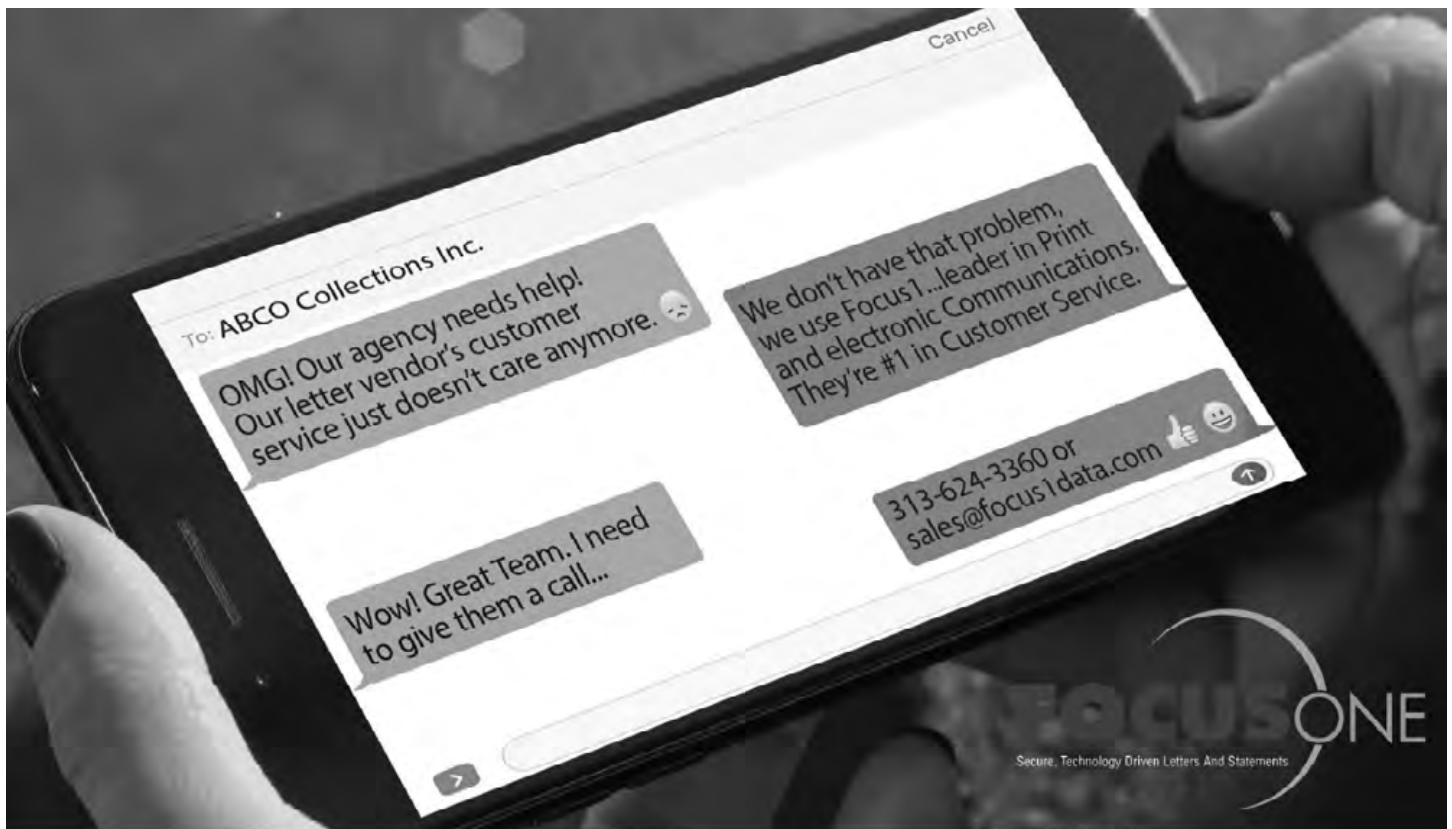 Cancel
To: ABCO Collections Inc.
OMG! Our agency needs help!
Our letter vendor's customer
service just doesn't care anymore.
We don't have that problem,
we use Focus1...leader in Print
and electronic Communications.
They're #1 in Customer Service.
Wow! Great Team. I need
to give them a call...
313-624-3360 or
sales@focus1data.com
FOCUS ONE
Secure, Technology Driven Letters And Statements